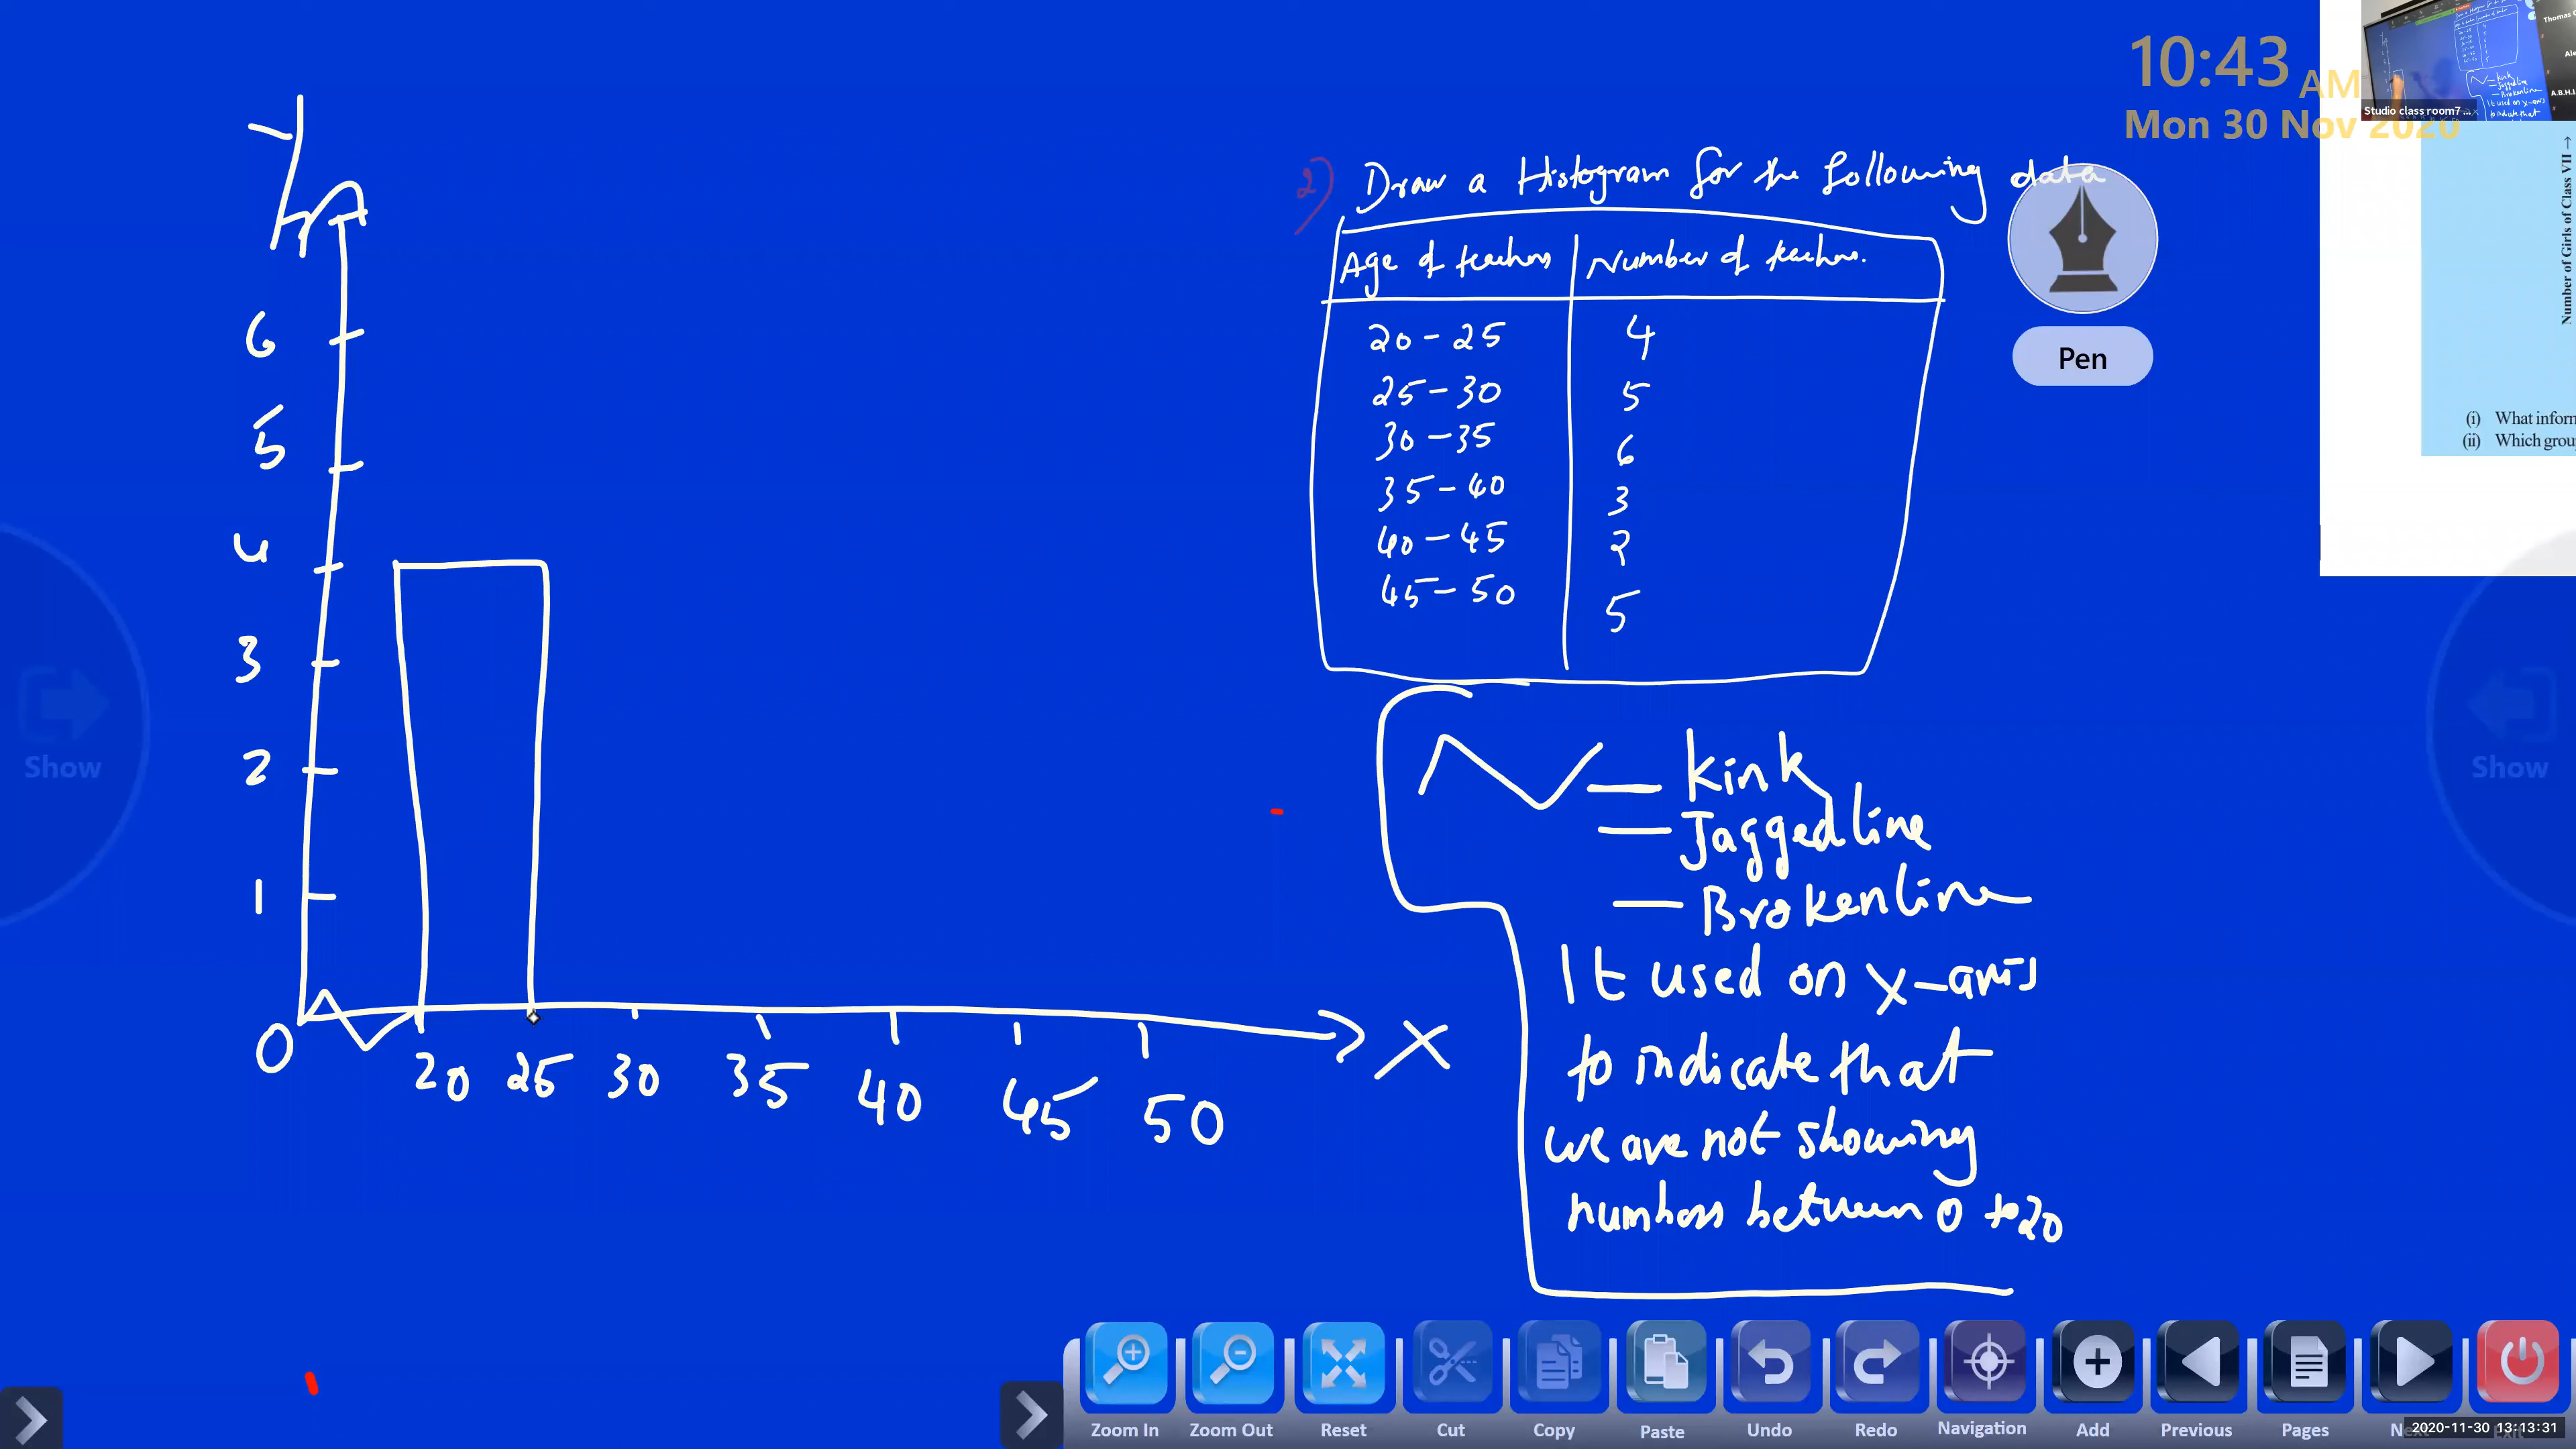 10:43 AM
Mon 30 Nov 2020
Studio class room7...
Thomas
Ale
A.B.H.I
2) Draw a Histogram for the following data
Age of teachers Number of teachers.
20-25 4
25-30 5
30-35 6
35-40 3
40-45 2
45-50 5
Pen
Number of Girls of Class VII →
(i) What inform
(ii) Which grou
Y
6
5
4
3
2
1
0
20 25 30 35 40 45 50
X
Show
Show
— Kink
— Jaggedline
— Brokenline
It used on x-axis
to indicate that
we are not showing
numbers between 0 to 20
Zoom In Zoom Out Reset Cut Copy Paste Undo Redo Navigation Add Previous Pages
2020-11-30 13:13:31